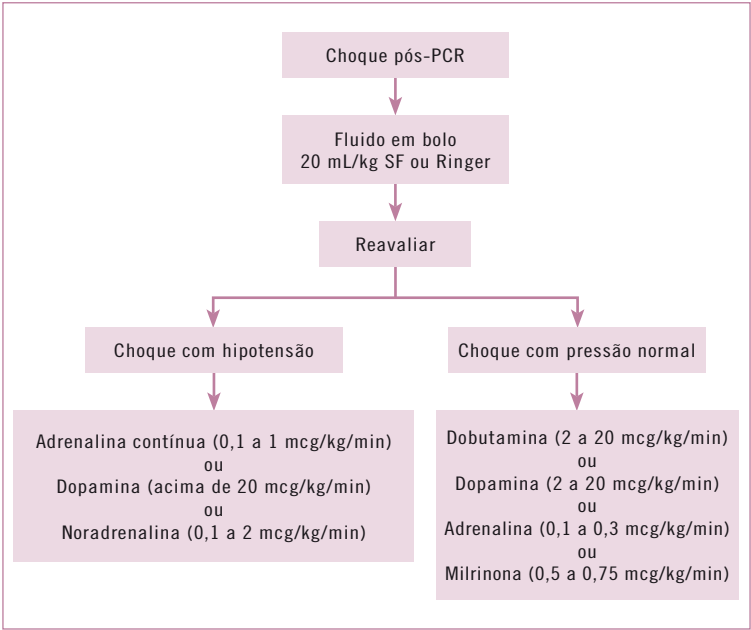 Choque pós-PCR
Fluido em bolo
20 mL/kg SF ou Ringer
Reavaliar
Choque com hipotensão
Adrenalina contínua (0,1 a 1 mcg/kg/min)
ou
Dopamina (acima de 20 mcg/kg/min)
ou
Noradrenalina (0,1 a 2 mcg/kg/min)
Choque com pressão normal
Dobutamina (2 a 20 mcg/kg/min)
ou
Dopamina (2 a 20 mcg/kg/min)
ou
Adrenalina (0,1 a 0,3 mcg/kg/min)
ou
Milrinona (0,5 a 0,75 mcg/kg/min)